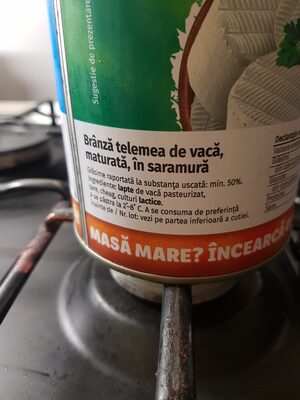 Sugestie de prezentare
Brânză telemea de vacă,
maturată, în saramură
Grăsime raportată la substanța uscată: min. 50%.
Ingrediente: lapte de vacă pasteurizat,
sare, cheag, culturi lactice.
A se păstra la 2°-8° C. A se consuma de preferință
înainte de / Nr. lot: vezi pe partea inferioară a cutiei.
MASĂ MARE? ÎNCEARCĂ